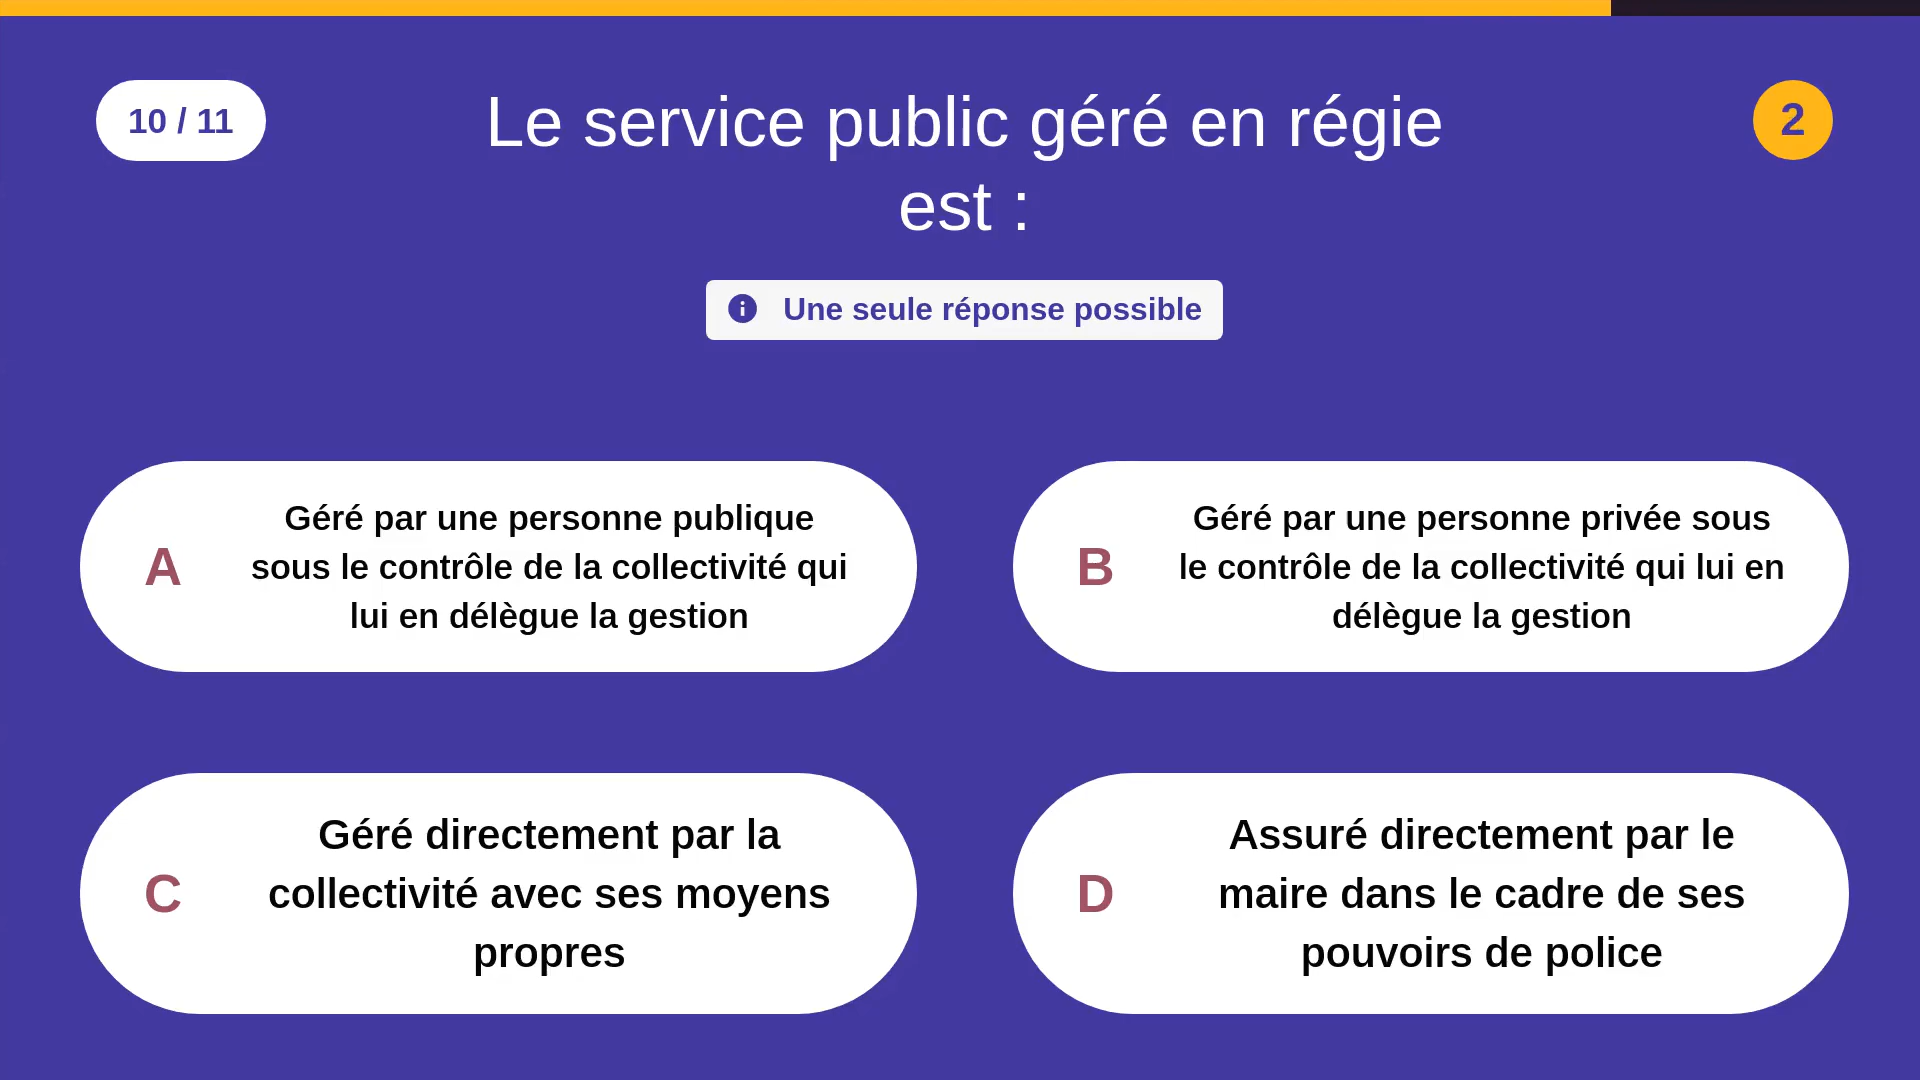 10 / 11
Le service public géré en régie
est :
2
Une seule réponse possible
A
Géré par une personne publique
sous le contrôle de la collectivité qui
lui en délègue la gestion
B
Géré par une personne privée sous
le contrôle de la collectivité qui lui en
délègue la gestion
C
Géré directement par la
collectivité avec ses moyens
propres
D
Assuré directement par le
maire dans le cadre de ses
pouvoirs de police